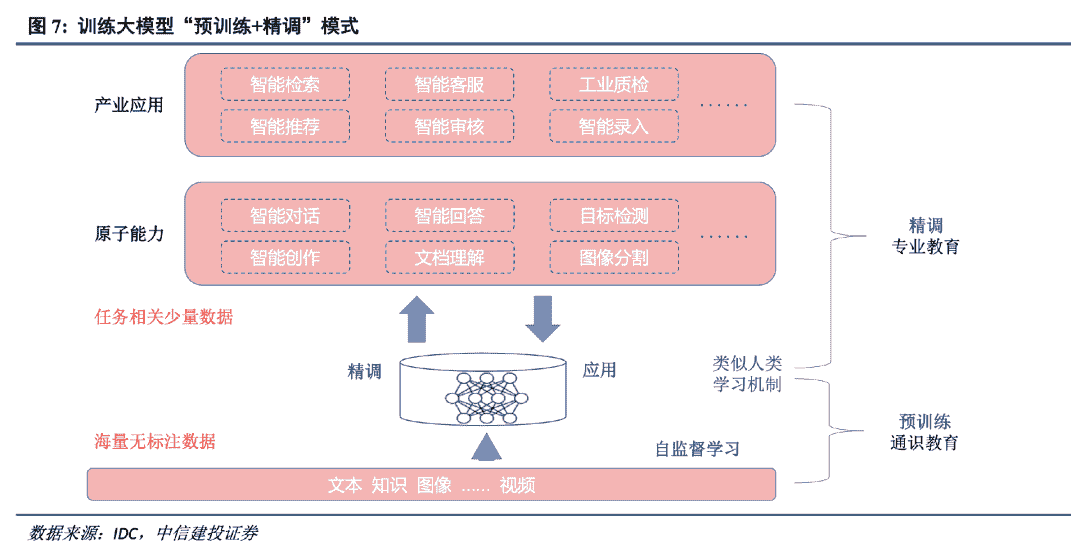 图 7: 训练大模型“预训练+精调”模式
产业应用
智能检索 智能客服 工业质检
智能推荐 智能审核 智能录入
......
原子能力
智能对话 智能回答 目标检测
智能创作 文档理解 图像分割
......
精调
专业教育
任务相关少量数据
精调
应用
类似人类
学习机制
海量无标注数据
自监督学习
预训练
通识教育
文本 知识 图像 ...... 视频
数据来源：IDC，中信建投证券